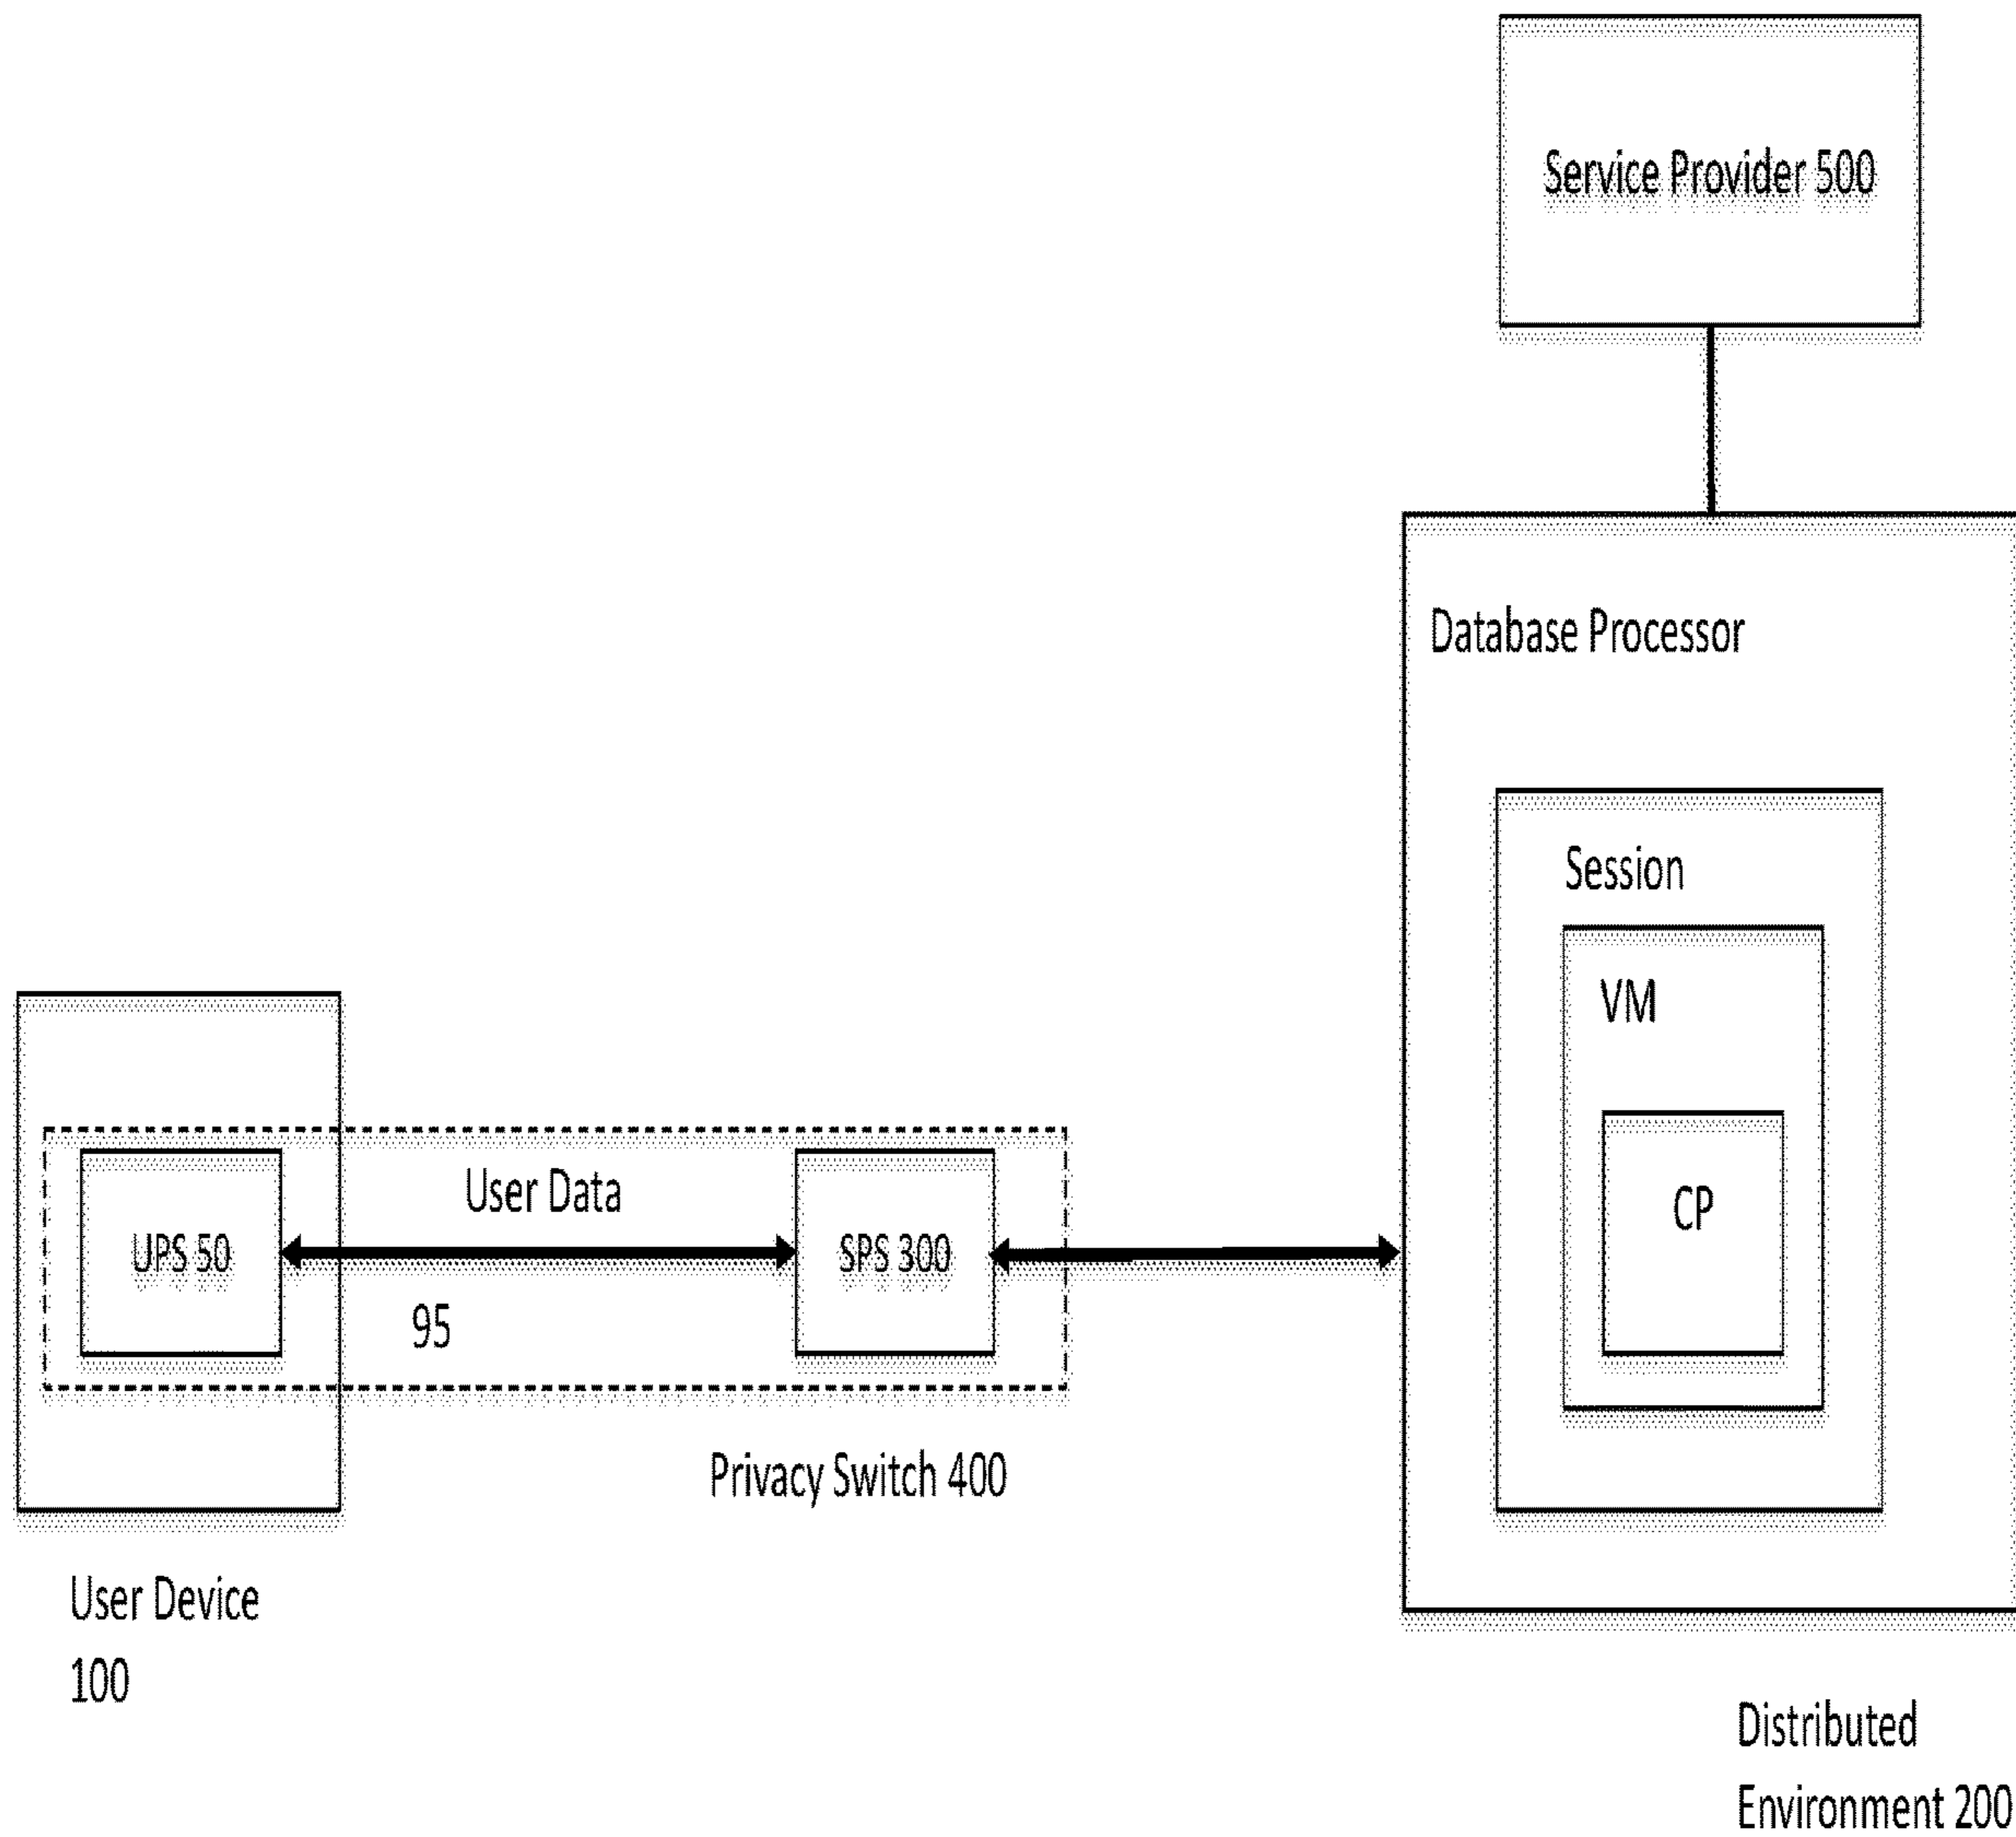 Service Provider 500
Database Processor
Session
VM
CP
User Data
UPS 50
SPS 300
95
Privacy Switch 400
User Device
100
Distributed
Environment 200